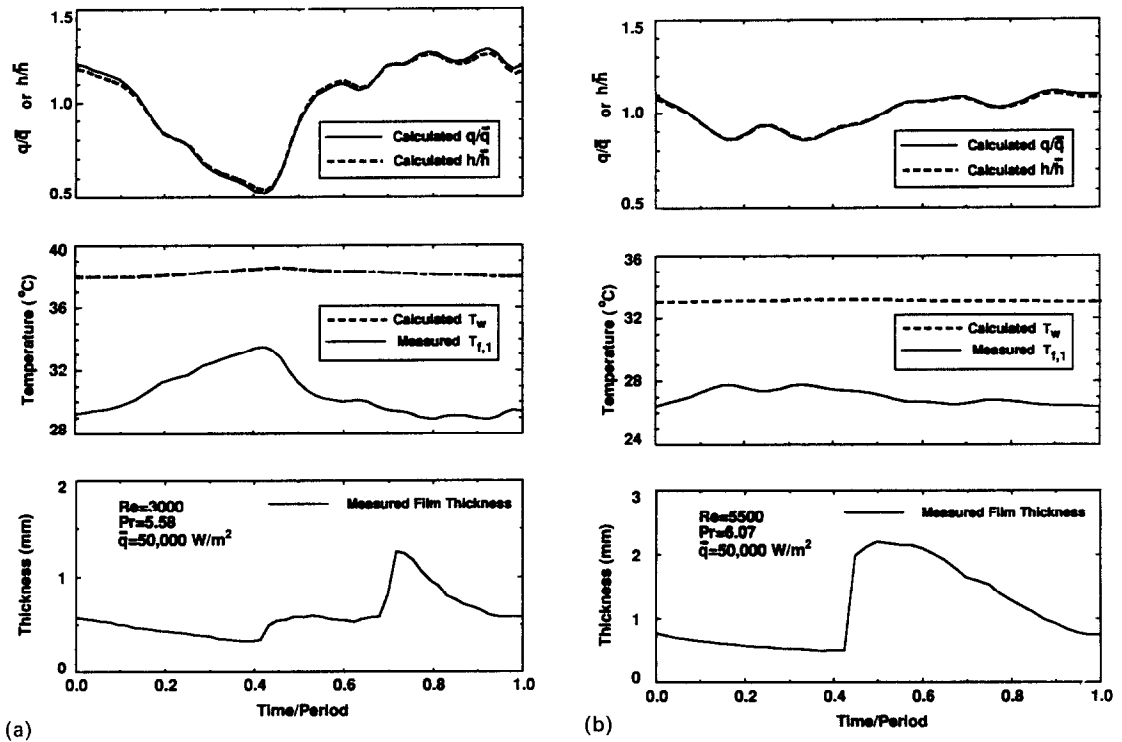 1.5
1.0
0.5
q/q̄ or h/h̄
Calculated q/q̄
Calculated h/h̄
40
36
32
28
Temperature (°C)
Calculated Tw
Measured Tf,1
2
1
0
Thickness (mm)
Re=3000
Pr=5.58
q̄=50,000 W/m²
Measured Film Thickness
0.0 0.2 0.4 0.6 0.8 1.0
Time/Period
(a)
1.5
1.0
0.5
q/q̄ or h/h̄
Calculated q/q̄
Calculated h/h̄
36
32
28
24
Temperature (°C)
Calculated Tw
Measured Tf,1
3
2
1
0
Thickness (mm)
Re=5500
Pr=6.07
q̄=50,000 W/m²
Measured Film Thickness
0.0 0.2 0.4 0.6 0.8 1.0
Time/Period
(b)